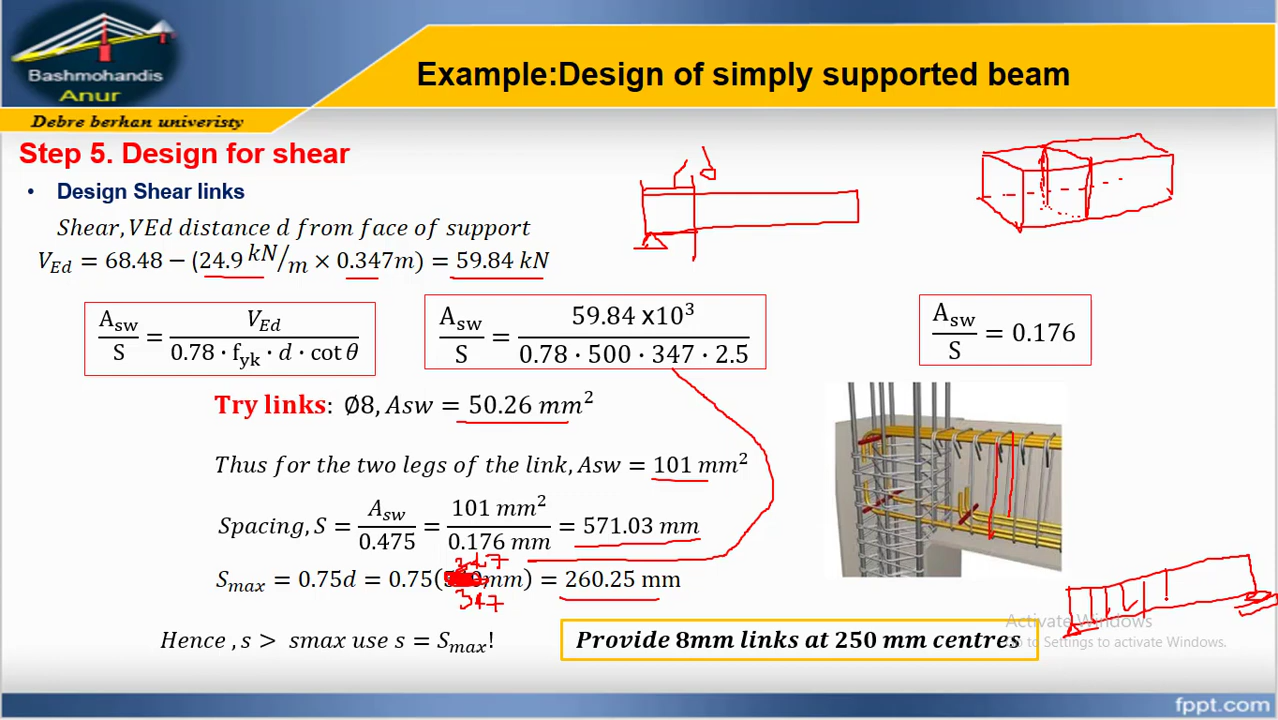 Bashmohandis
Anur
Debre berhan univeristy
Example:Design of simply supported beam
Step 5. Design for shear
• Design Shear links
Shear, VEd distance d from face of support
V_Ed = 68.48 − (24.9 kN/m × 0.347m) = 59.84 kN
d
A_sw/S = V_Ed/(0.78 · f_yk · d · cot θ)
A_sw/S = 59.84 x10³/(0.78 · 500 · 347 · 2.5)
A_sw/S = 0.176
Try links: Ø8, Asw = 50.26 mm²
Thus for the two legs of the link, Asw = 101 mm²
Spacing, S = A_sw/0.475 = 101 mm²/0.176 mm = 571.03 mm
347
S_max = 0.75d = 0.75( mm) = 260.25 mm
347
Hence , s > smax use s = S_max!
Provide 8mm links at 250 mm centres
Activate Windows
Go to Settings to activate Windows.
fppt.com